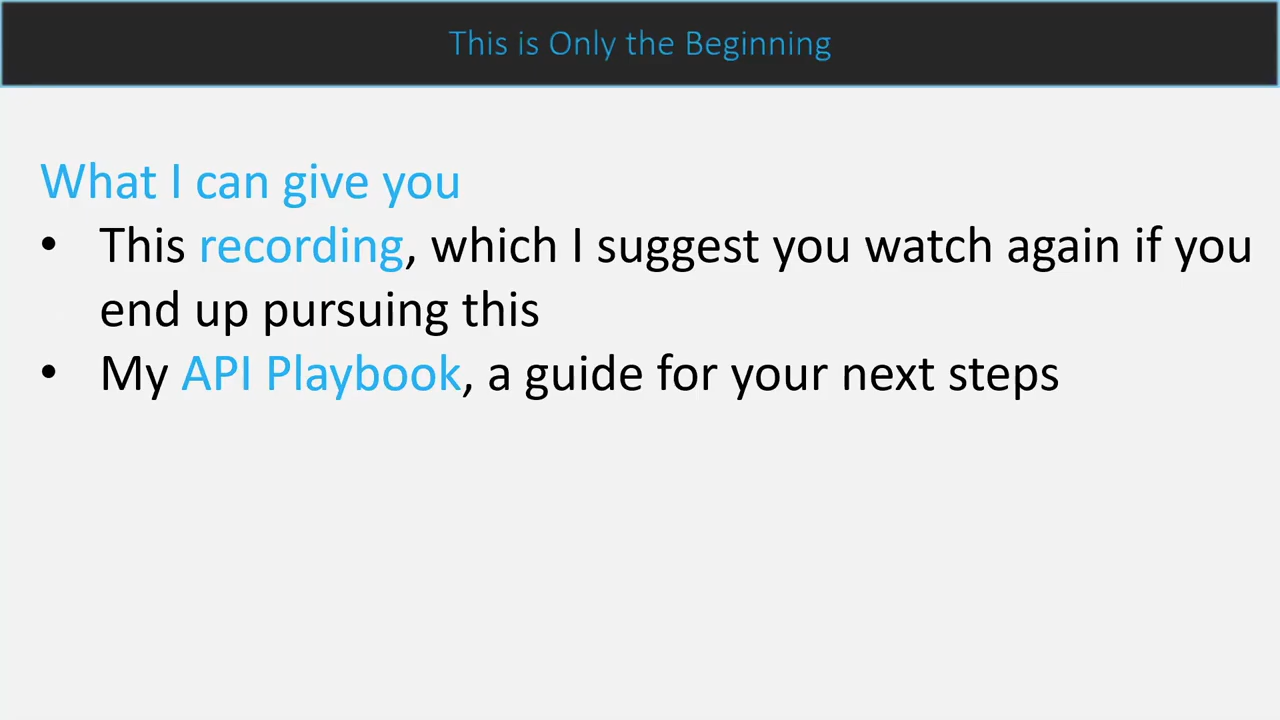 This is Only the Beginning
What I can give you
• This recording, which I suggest you watch again if you
end up pursuing this
• My API Playbook, a guide for your next steps